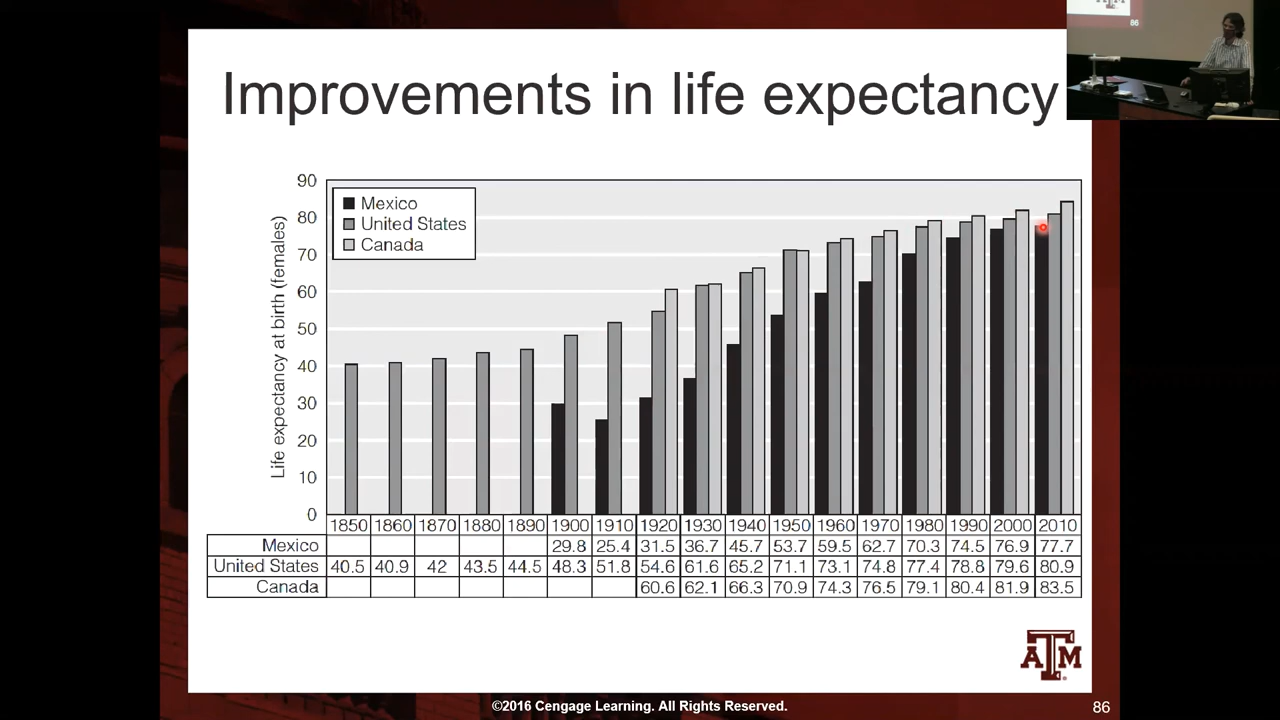 Improvements in life expectancy
86
Life expectancy at birth (females)
90
80
70
60
50
40
30
20
10
0
Mexico
United States
Canada
1850 1860 1870 1880 1890 1900 1910 1920 1930 1940 1950 1960 1970 1980 1990 2000 2010
Mexico 29.8 25.4 31.5 36.7 45.7 53.7 59.5 62.7 70.3 74.5 76.9 77.7
United States 40.5 40.9 42 43.5 44.5 48.3 51.8 54.6 61.6 65.2 71.1 73.1 74.8 77.4 78.8 79.6 80.9
Canada 60.6 62.1 66.3 70.9 74.3 76.5 79.1 80.4 81.9 83.5
ATM
©2016 Cengage Learning. All Rights Reserved.
86